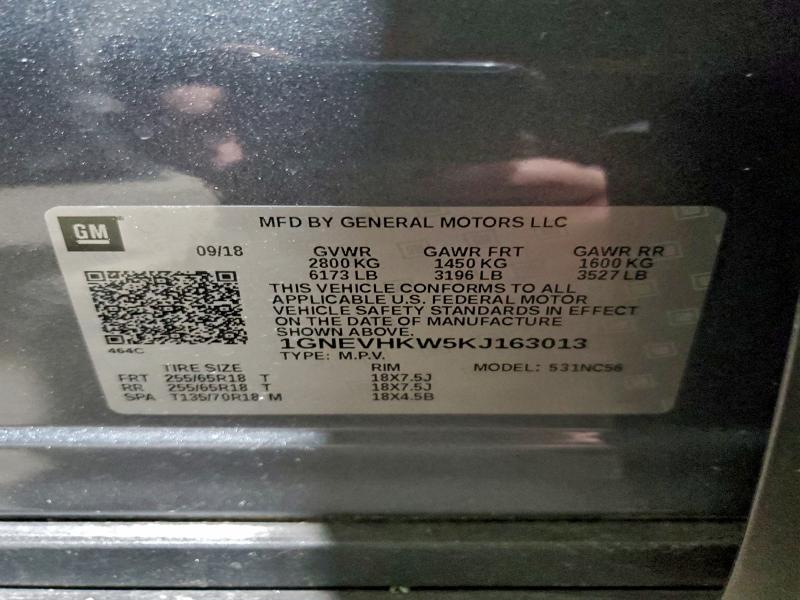 GM
MFD BY GENERAL MOTORS LLC
09/18 GVWR GAWR FRT GAWR RR
2800 KG 1450 KG 1600 KG
6173 LB 3196 LB 3527 LB
THIS VEHICLE CONFORMS TO ALL
APPLICABLE U.S. FEDERAL MOTOR
VEHICLE SAFETY STANDARDS IN EFFECT
ON THE DATE OF MANUFACTURE
SHOWN ABOVE.
464C
1GNEVHKW5KJ163013
TYPE: M.P.V.
TIRE SIZE RIM MODEL: 531NC56
FRT 255/65R18 T 18X7.5J
RR 255/65R18 T 18X7.5J
SPA T135/70R18 M 18X4.5B